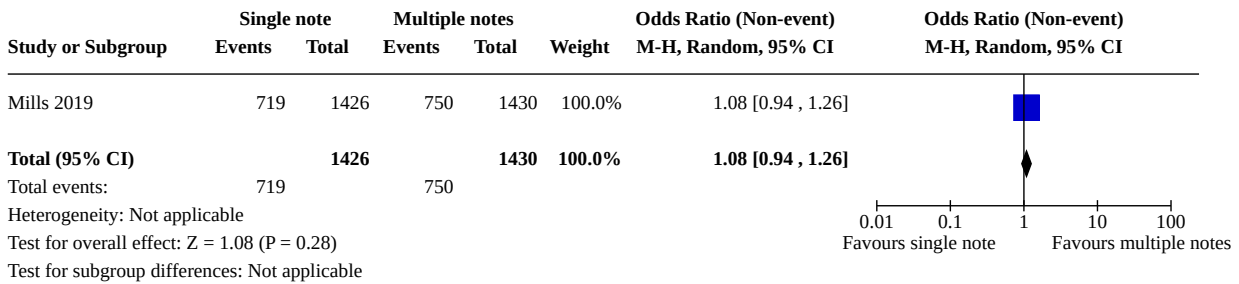 Single note Multiple notes Odds Ratio (Non-event) Odds Ratio (Non-event)
Study or Subgroup Events Total Events Total Weight M-H, Random, 95% CI M-H, Random, 95% CI
Mills 2019 719 1426 750 1430 100.0% 1.08 [0.94 , 1.26]
Total (95% CI) 1426 1430 100.0% 1.08 [0.94 , 1.26]
Total events: 719 750
Heterogeneity: Not applicable
0.01 0.1 1 10 100
Test for overall effect: Z = 1.08 (P = 0.28)
Favours single note Favours multiple notes
Test for subgroup differences: Not applicable